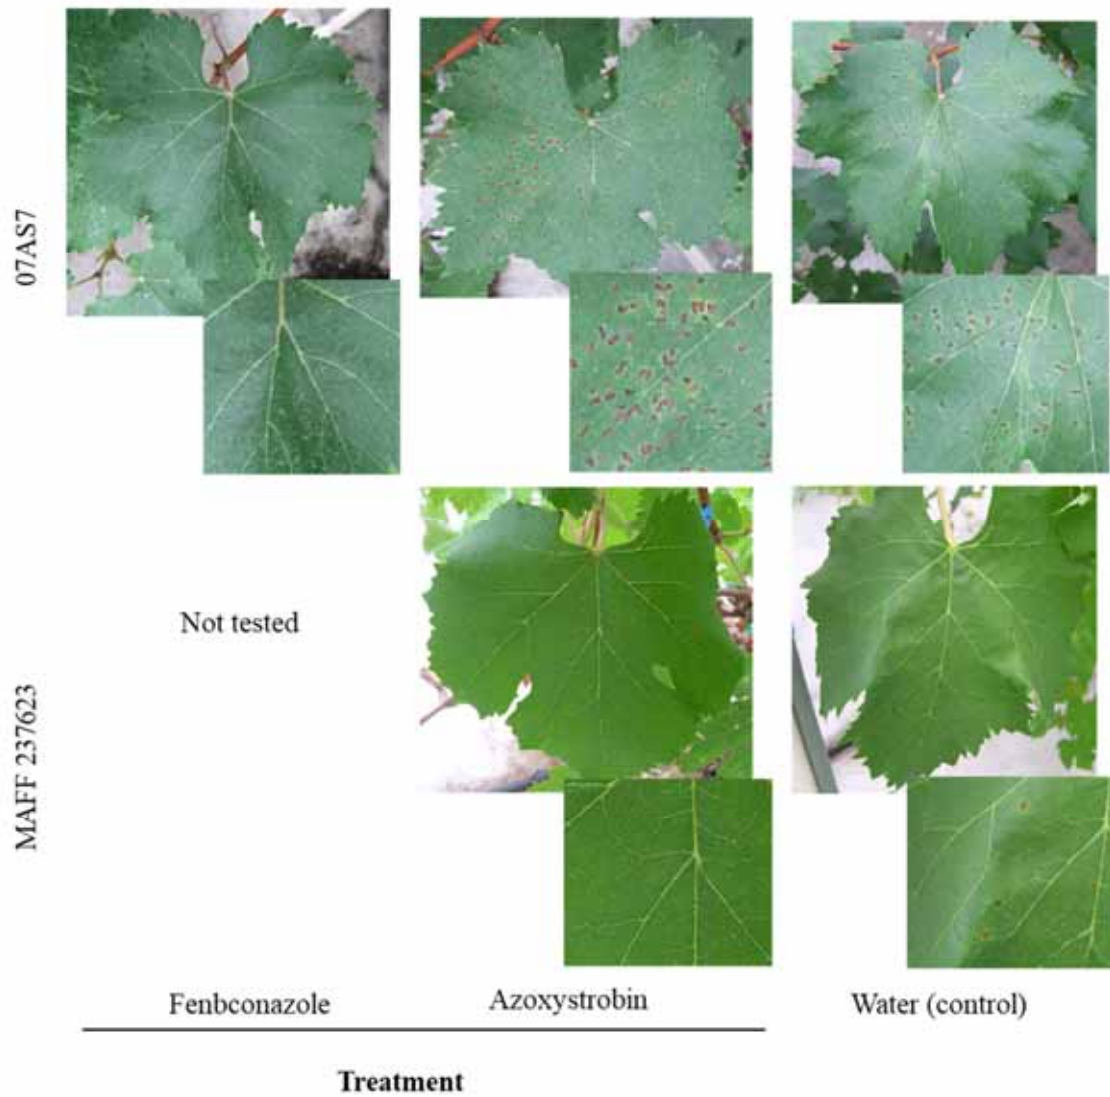 07AS7
Not tested
MAFF 237623
Fenbconazole
Azoxystrobin
Water (control)
Treatment